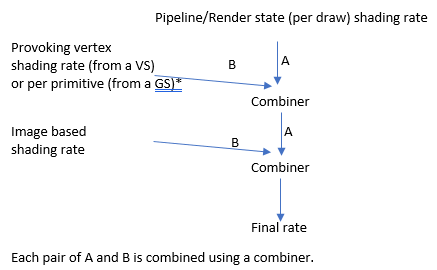 Pipeline/Render state (per draw) shading rate
Provoking vertex
shading rate (from a VS)
or per primitive (from a GS)*
B
A
Combiner
Image based
shading rate
B
A
Combiner
Final rate
Each pair of A and B is combined using a combiner.